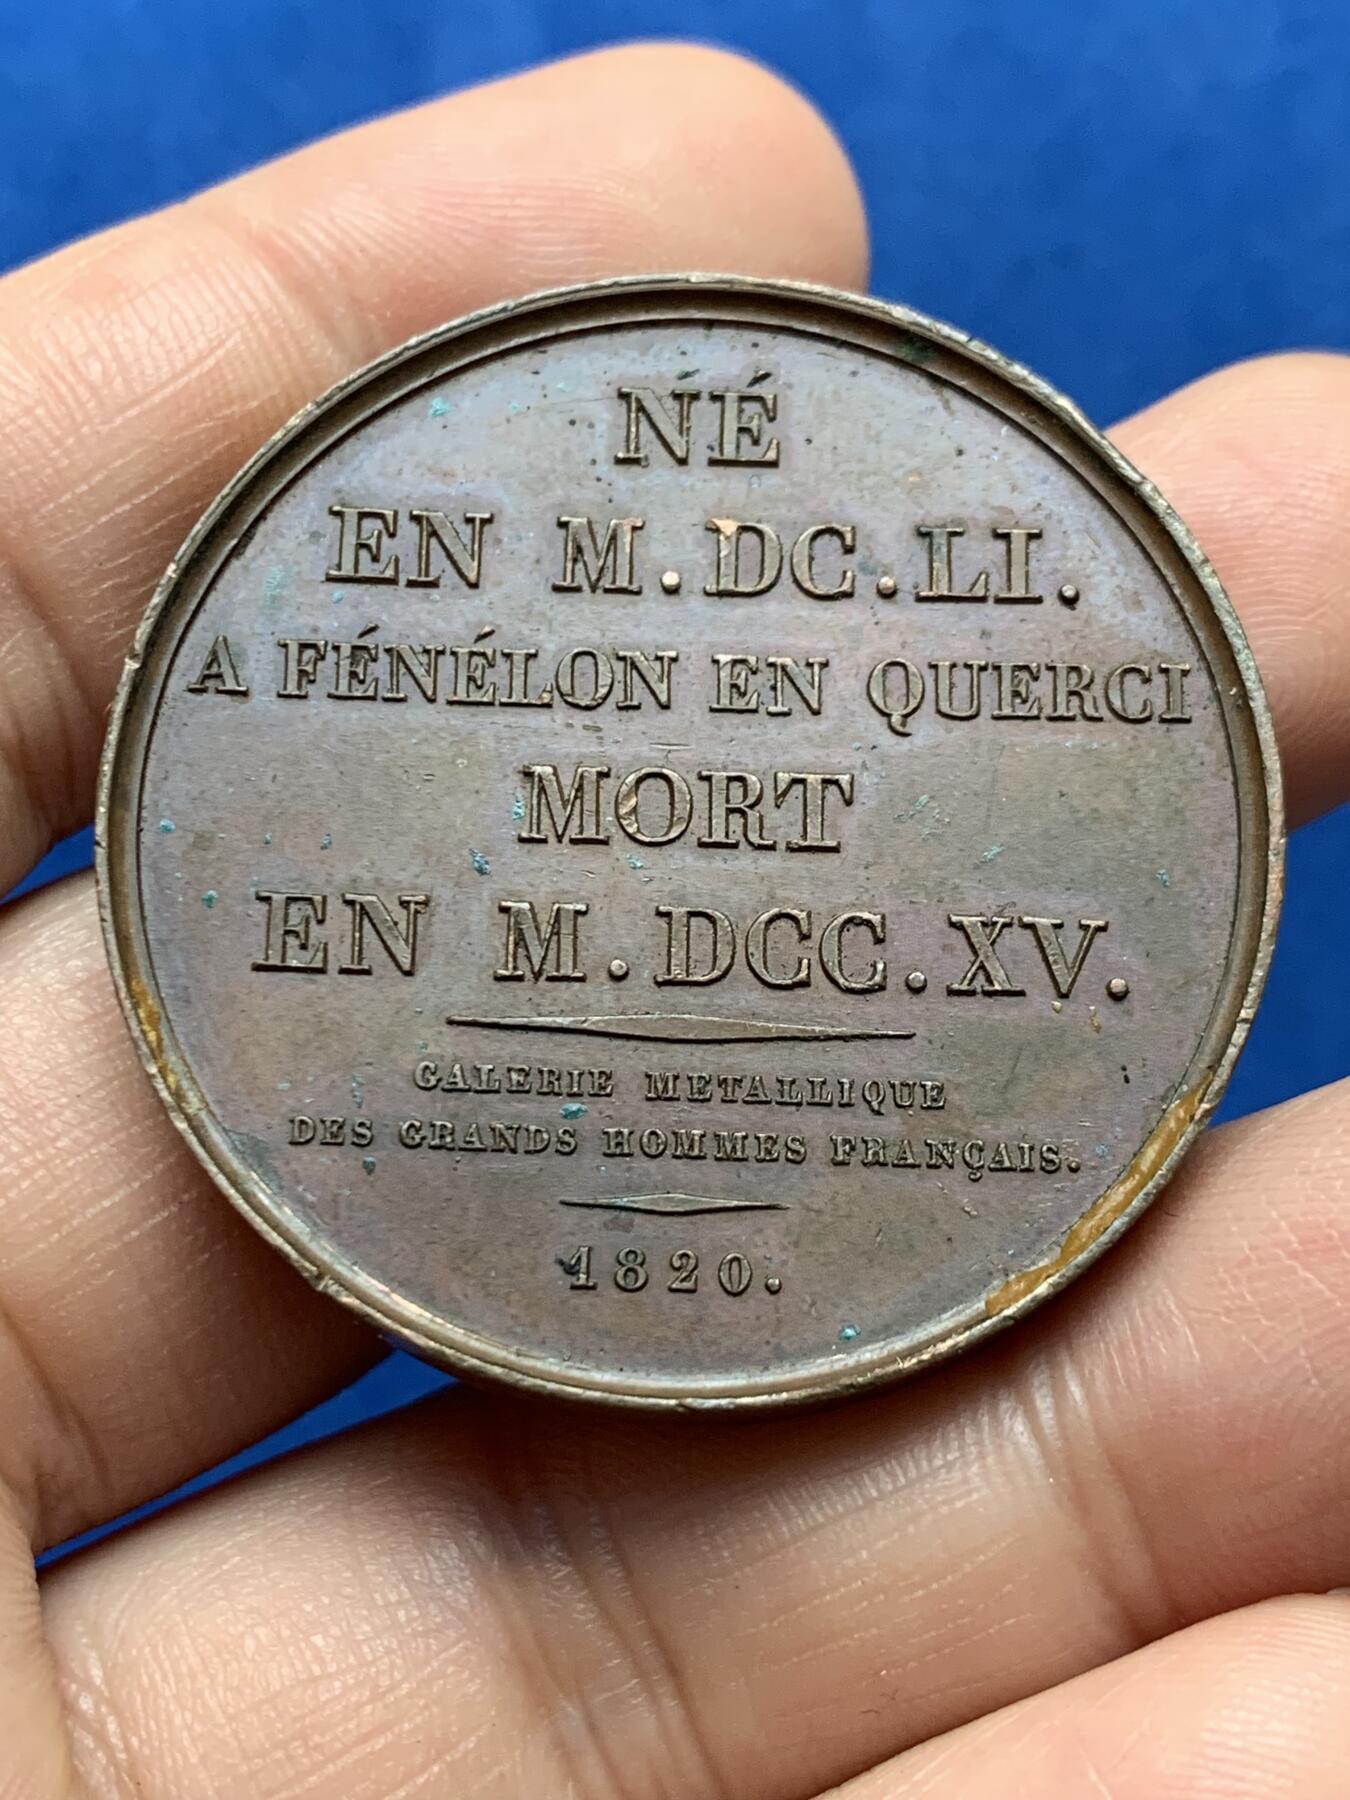 NÉ
EN M.DC.LI.
A FÉNÉLON EN QUERCI
MORT
EN M.DCC.XV.
GALERIE METALLIQUE
DES GRANDS HOMMES FRANÇAIS.
1820.